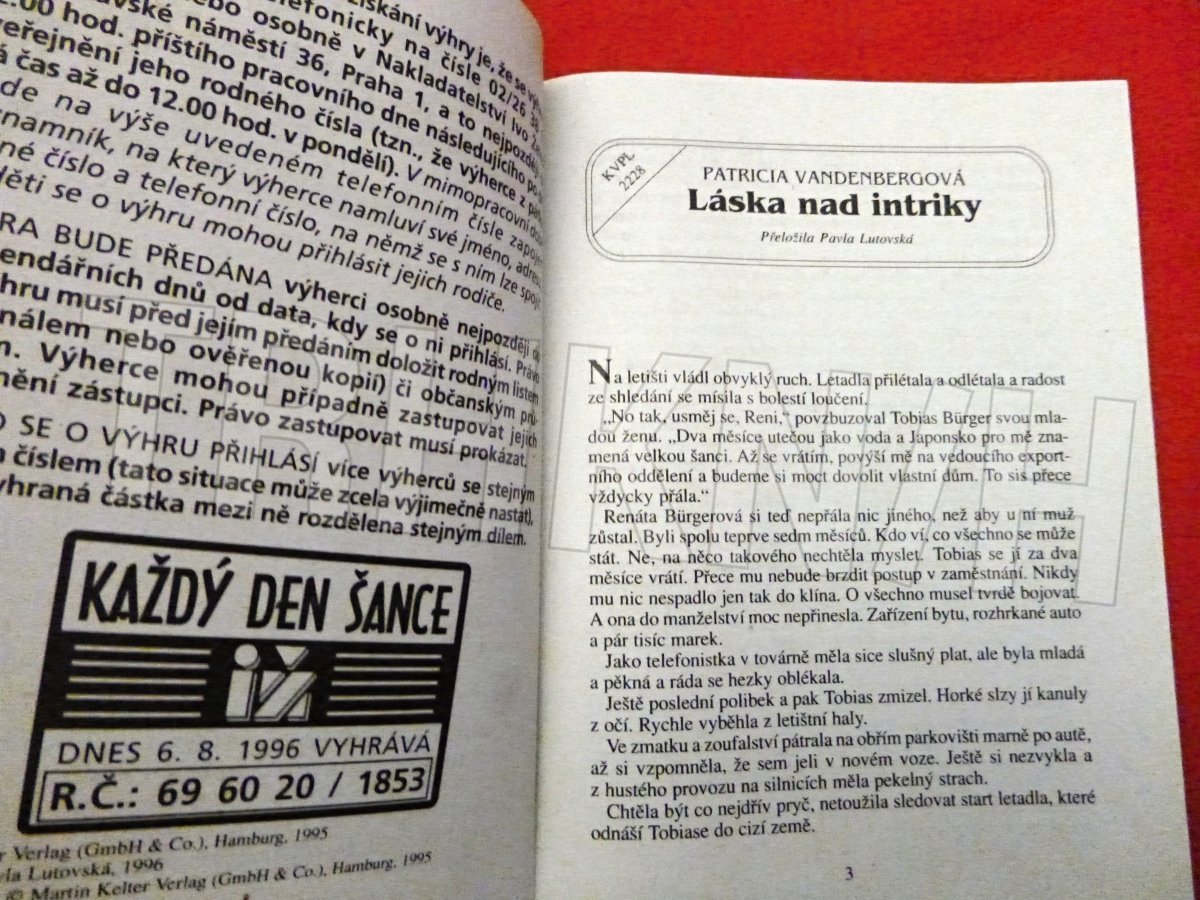 získání výhry je, že se
telefonicky na čísle 02/26 38
nebo osobně v Nakladatelství Ivo
náměstí 36, Praha 1, a to nejpozději
2.00 hod. příštího pracovního dne následujícího po
jeho rodného čísla (tzn., že výherce z
čas až do 12.00 hod. v pondělí). V mimopracovní
na výše uvedeném telefonním čísle
na který výherce namluví své jméno,
číslo a telefonní číslo, na němž se s ním lze
se o výhru mohou přihlásit jejich rodiče.
BUDE PŘEDÁNA výherci osobně nejpozději do
dnů od data, kdy se o ni přihlásí. Právo
musí před jejím předáním doložit rodným listem
nebo ověřenou kopií) či občanským
Výherce mohou případně zastupovat jejich
zástupci. Právo zastupovat musí prokázat.
SE O VÝHRU PŘIHLÁSÍ více výherců se stejným
číslem (tato situace může zcela výjimečně nastat),
částka mezi ně rozdělena stejným dílem.
KAŽDÝ DEN ŠANCE
iž
DNES 6. 8. 1996 VYHRÁVÁ
R.Č.: 69 60 20 / 1853
Verlag (GmbH & Co.), Hamburg, 1995
Lutovská, 1996
© Martin Kelter Verlag (GmbH & Co.), Hamburg, 1995
KVPL
2228
PATRICIA VANDENBERGOVÁ
Láska nad intriky
Přeložila Pavla Lutovská
Na letišti vládl obvyklý ruch. Letadla přilétala a odlétala a radost
ze shledání se mísila s bolestí loučení.
„No tak, usměj se, Reni,“ povzbuzoval Tobias Bürger svou mla-
dou ženu. „Dva měsíce utečou jako voda a Japonsko pro mě zna-
mená velkou šanci. Až se vrátím, povýší mě na vedoucího export-
ního oddělení a budeme si moct dovolit vlastní dům. To sis přece
vždycky přála.“
Renáta Bürgerová si teď nepřála nic jiného, než aby u ní muž
zůstal. Byli spolu teprve sedm měsíců. Kdo ví, co všechno se může
stát. Ne, na něco takového nechtěla myslet. Tobias se jí za dva
měsíce vrátí. Přece mu nebude brzdit postup v zaměstnání. Nikdy
mu nic nespadlo jen tak do klína. O všechno musel tvrdě bojovat.
A ona do manželství moc nepřinesla. Zařízení bytu, rozhrkané auto
a pár tisíc marek.
Jako telefonistka v továrně měla sice slušný plat, ale byla mladá
a pěkná a ráda se hezky oblékala.
Ještě poslední polibek a pak Tobias zmizel. Horké slzy jí kanuly
z očí. Rychle vyběhla z letištní haly.
Ve zmatku a zoufalství pátrala na obřím parkovišti marně po autě,
až si vzpomněla, že sem jeli v novém voze. Ještě si nezvykla a
z hustého provozu na silnicích měla pekelný strach.
Chtěla být co nejdřív pryč, netoužila sledovat start letadla, které
odnáší Tobiase do cizí země.
3